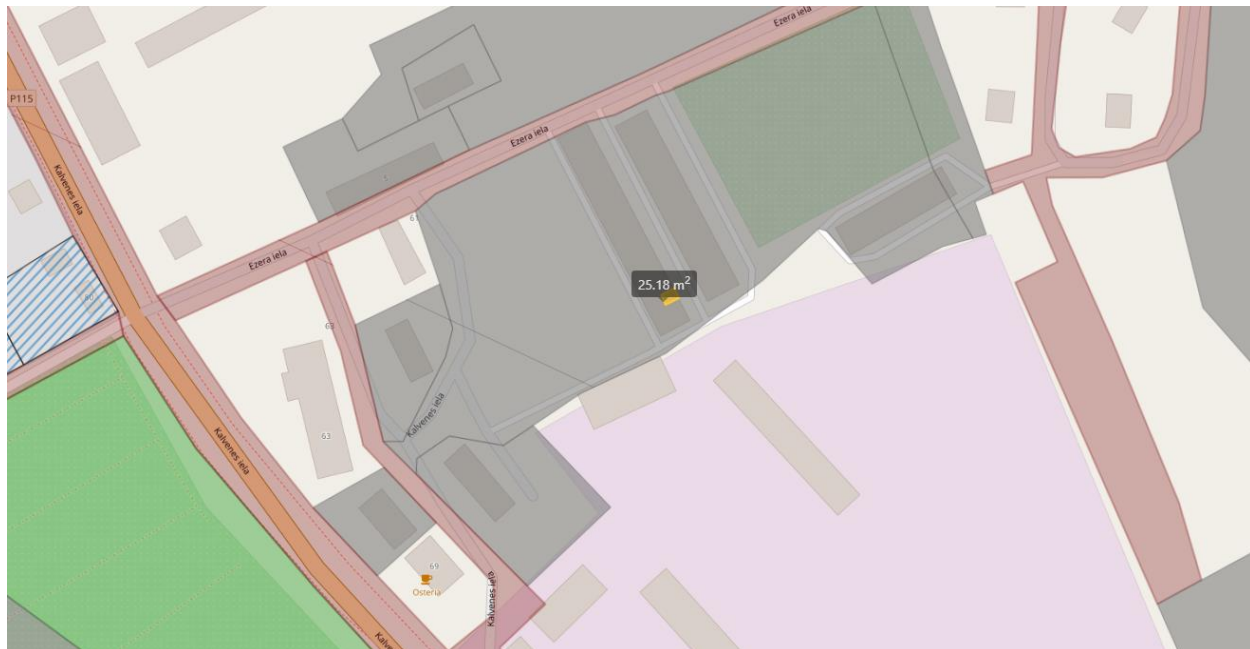 Ezera iela
P115
Ezera iela
Kalvenes iela
61
Ezera iela
25.18 m²
63
Kalvenes iela
63
Kalvenes iela
69
Osteria
Kalvenes iela